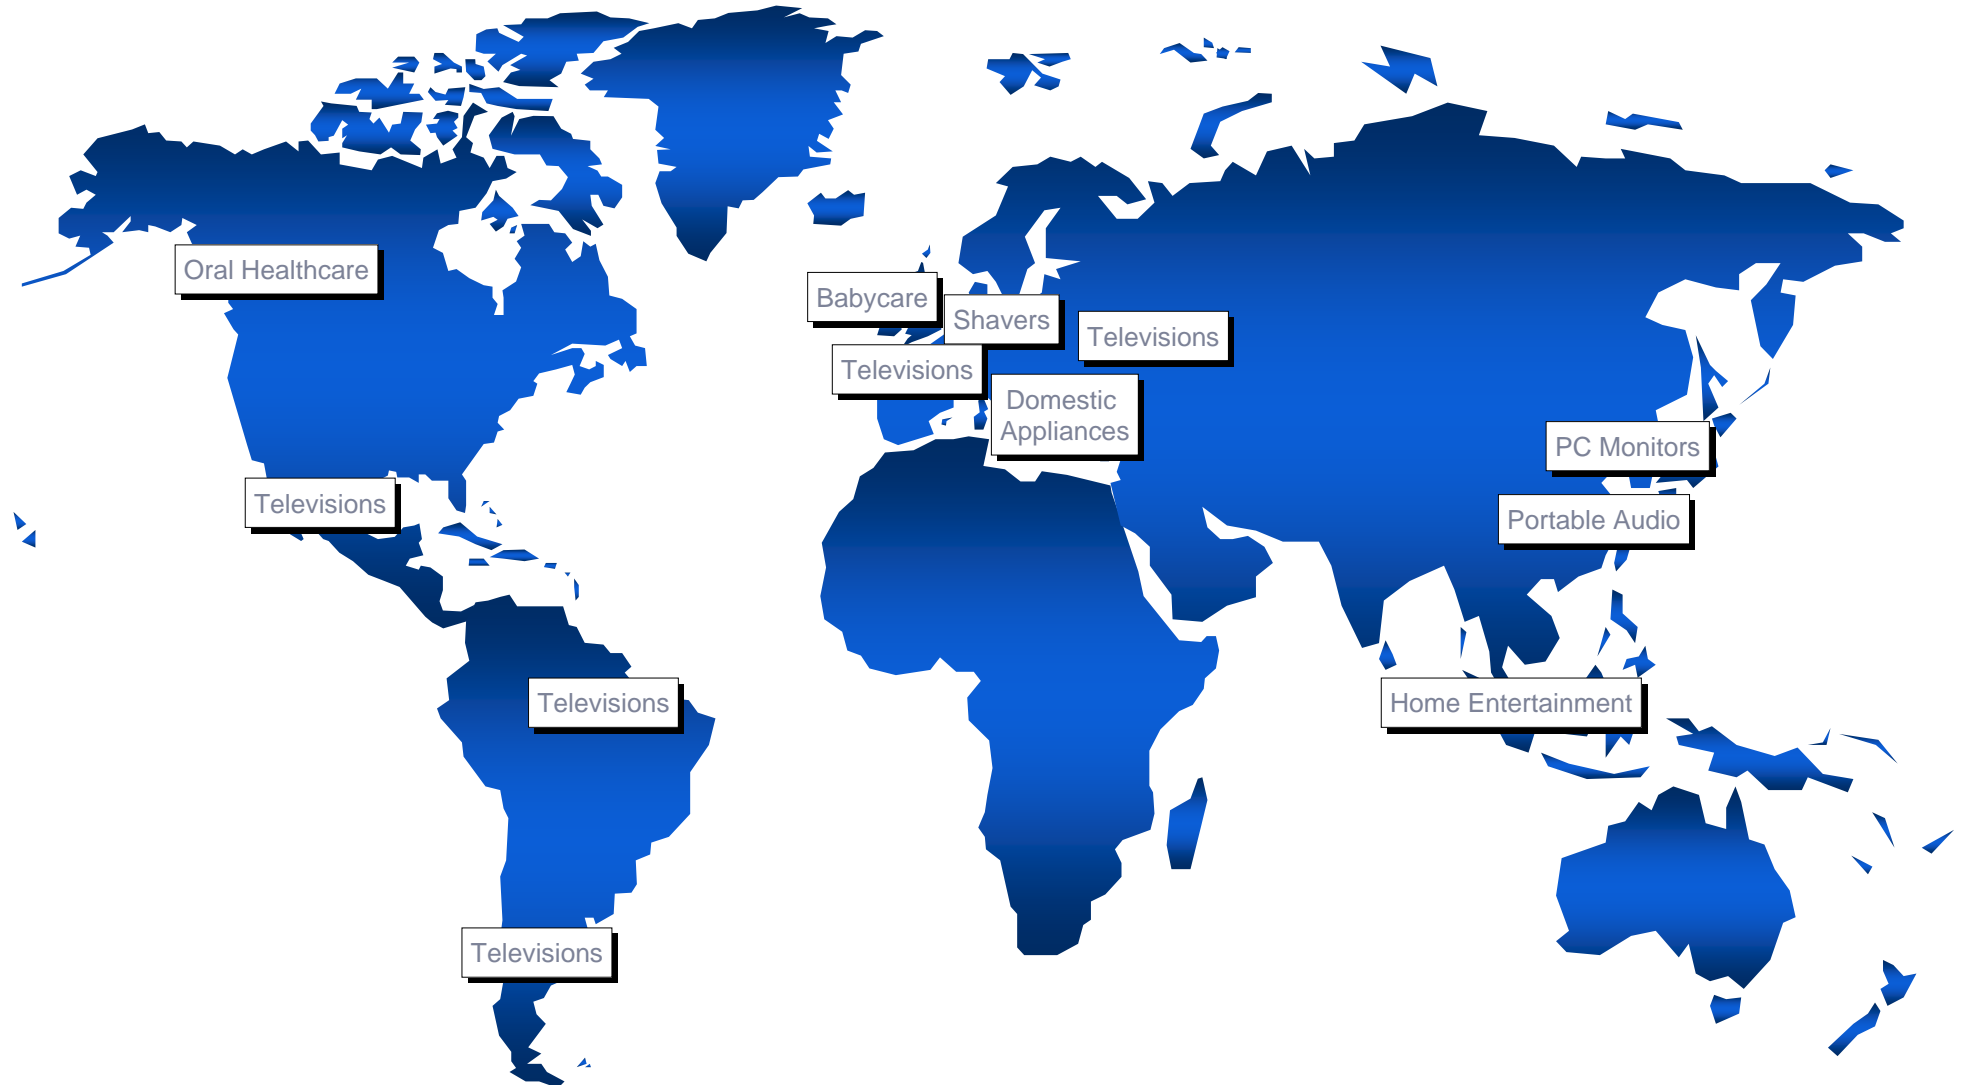 Oral Healthcare
Babycare
Shavers
Televisions
Televisions
Domestic
Appliances
PC Monitors
Televisions
Portable Audio
Televisions
Home Entertainment
Televisions